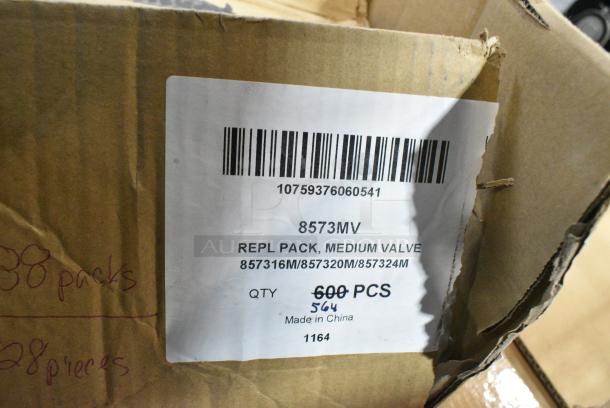 10759376060541
8573MV
REPL PACK, MEDIUM VALVE
857316M/857320M/857324M
QTY 600 PCS
564
Made in China
1164
38 packs
28 pieces